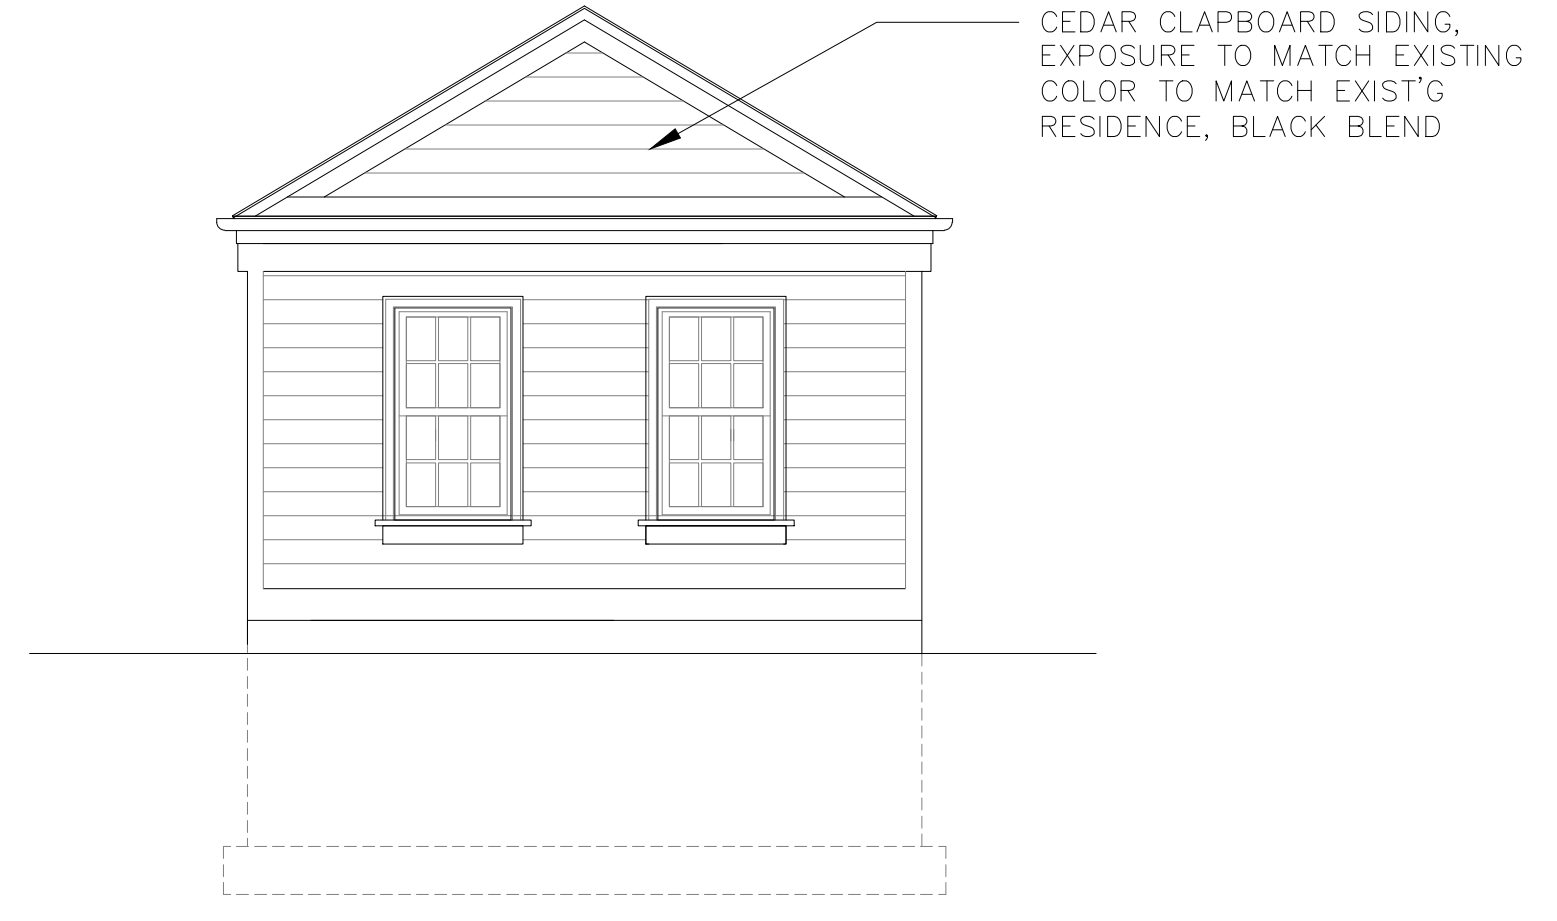 CEDAR CLAPBOARD SIDING,
EXPOSURE TO MATCH EXISTING
COLOR TO MATCH EXIST'G
RESIDENCE, BLACK BLEND